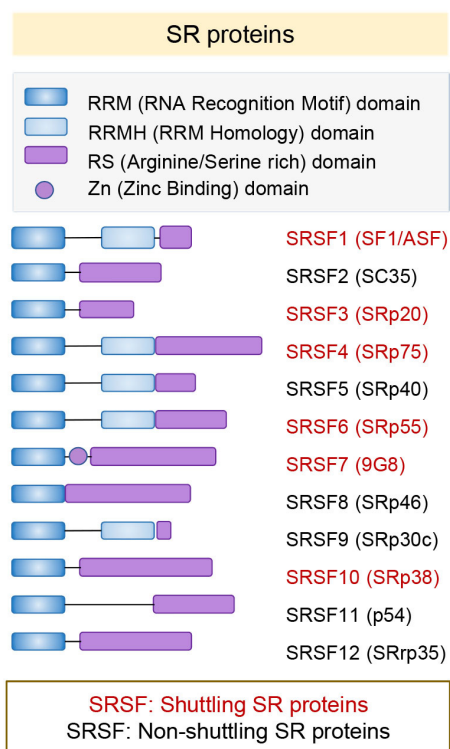 SR proteins
RRM (RNA Recognition Motif) domain
RRMH (RRM Homology) domain
RS (Arginine/Serine rich) domain
Zn (Zinc Binding) domain
SRSF1 (SF1/ASF)
SRSF2 (SC35)
SRSF3 (SRp20)
SRSF4 (SRp75)
SRSF5 (SRp40)
SRSF6 (SRp55)
SRSF7 (9G8)
SRSF8 (SRp46)
SRSF9 (SRp30c)
SRSF10 (SRp38)
SRSF11 (p54)
SRSF12 (SRrp35)
SRSF: Shuttling SR proteins
SRSF: Non-shuttling SR proteins